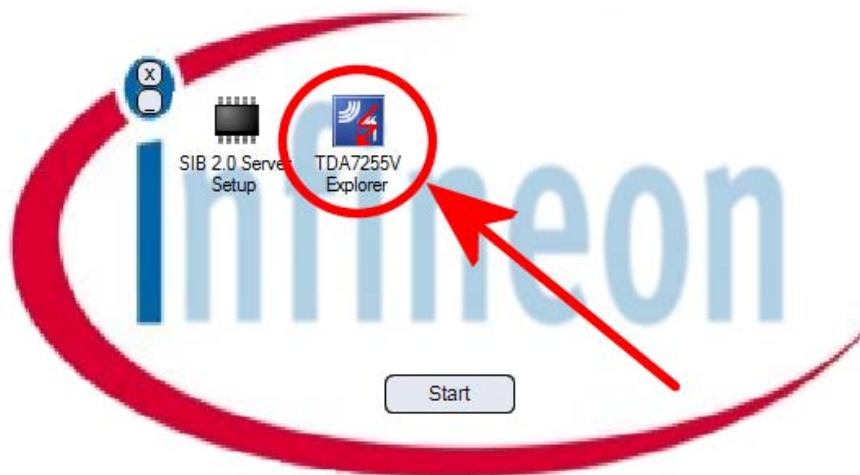 X
_
infineon
SIB 2.0 Server
Setup
TDA7255V
Explorer
Start